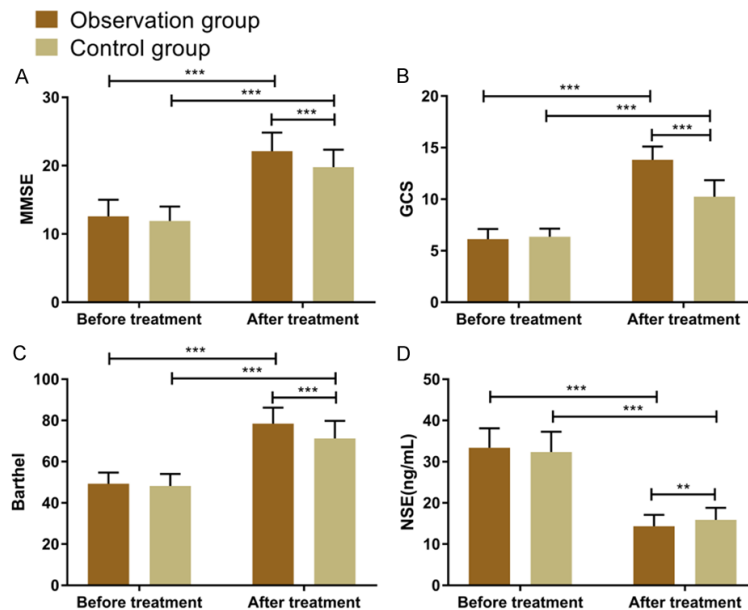 Observation group
Control group
A
***
***
***
30
20
10
0
MMSE
Before treatment
After treatment
B
***
***
***
20
15
10
5
0
GCS
Before treatment
After treatment
C
***
***
***
100
80
60
40
20
0
Barthel
Before treatment
After treatment
D
***
***
**
50
40
30
20
10
0
NSE(ng/mL)
Before treatment
After treatment